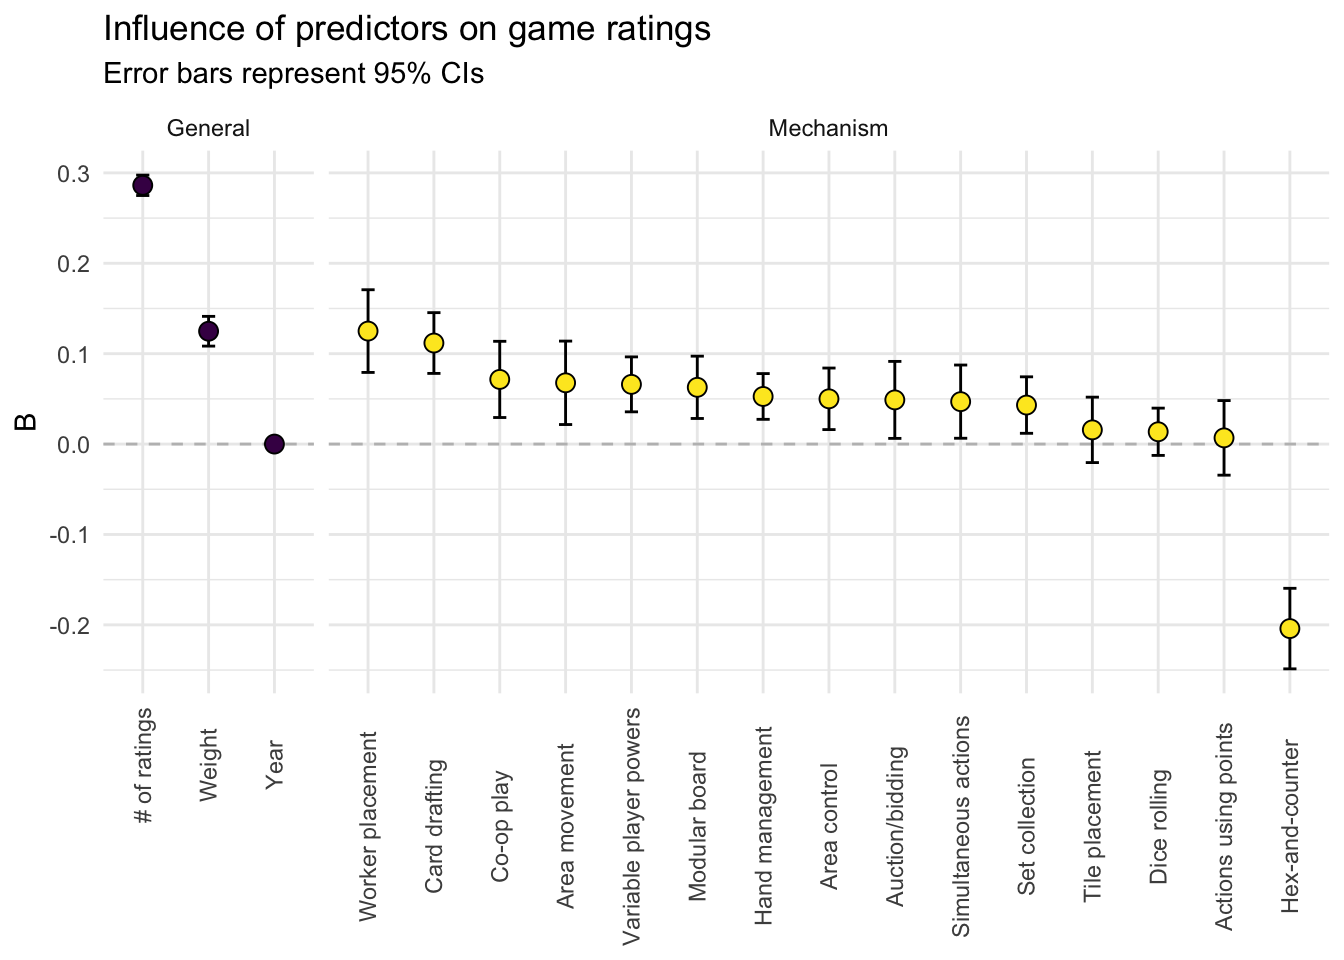 Influence of predictors on game ratings
Error bars represent 95% CIs
General
Mechanism
B
0.3
0.2
0.1
0.0
-0.1
-0.2
# of ratings
Weight
Year
Worker placement
Card drafting
Co-op play
Area movement
Variable player powers
Modular board
Hand management
Area control
Auction/bidding
Simultaneous actions
Set collection
Tile placement
Dice rolling
Actions using points
Hex-and-counter